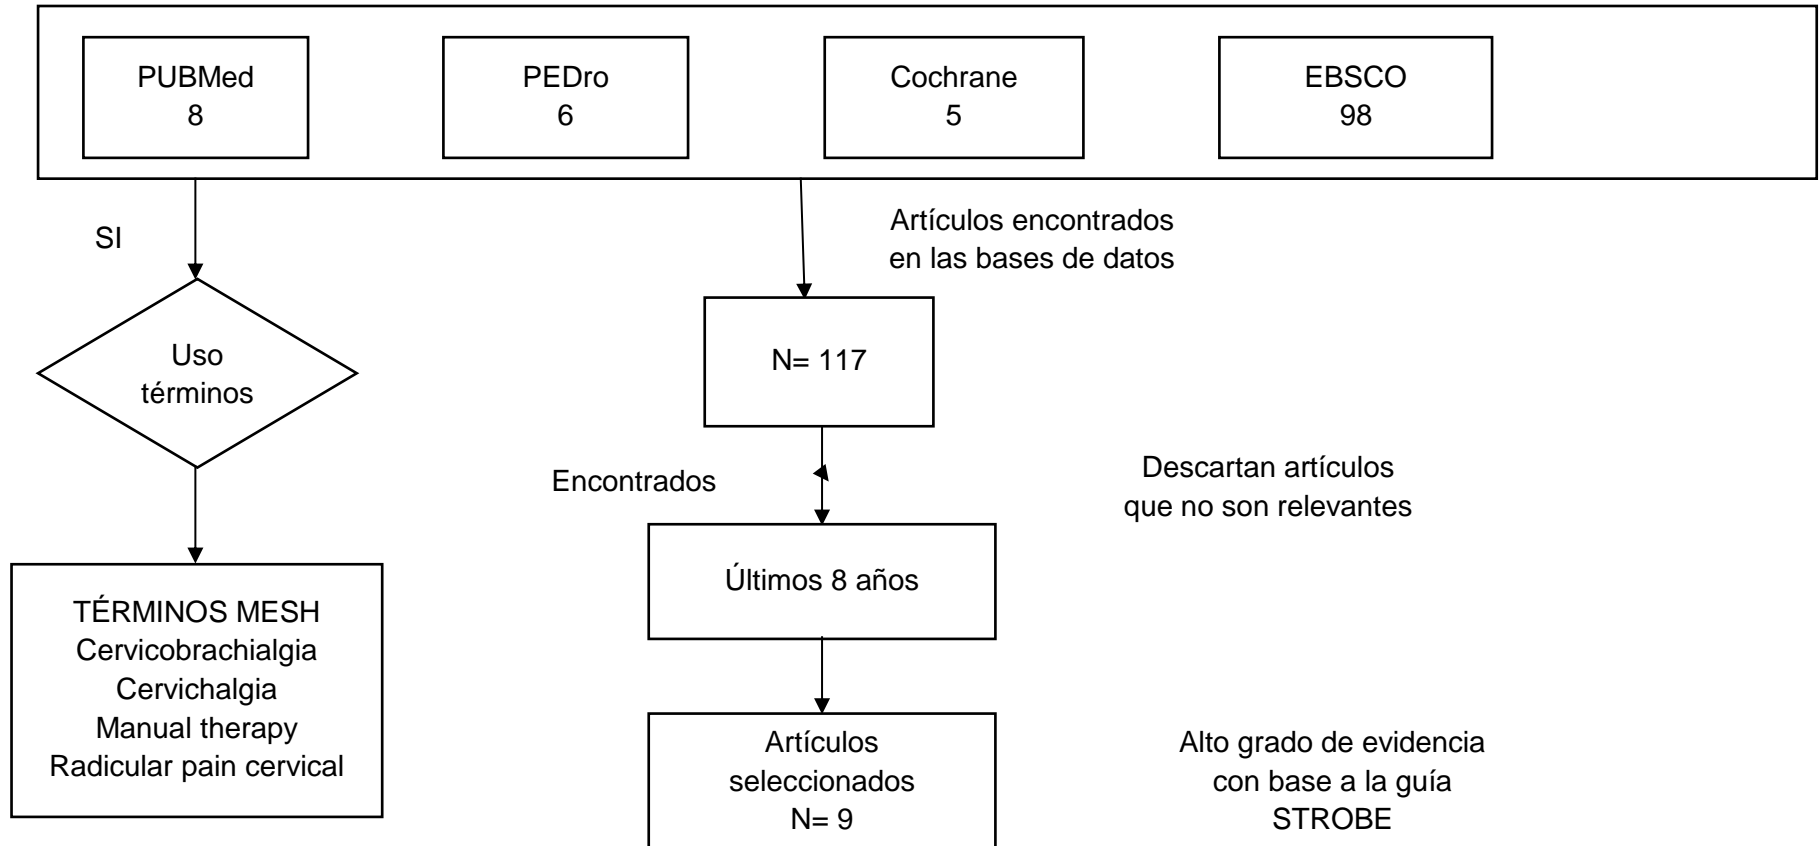 PUBMed
8
PEDro
6
Cochrane
5
EBSCO
98
SI
Artículos encontrados
en las bases de datos
Uso
términos
N= 117
Encontrados
Descartan artículos
que no son relevantes
Últimos 8 años
TÉRMINOS MESH
Cervicobrachialgia
Cervichalgia
Manual therapy
Radicular pain cervical
Artículos
seleccionados
N= 9
Alto grado de evidencia
con base a la guía
STROBE